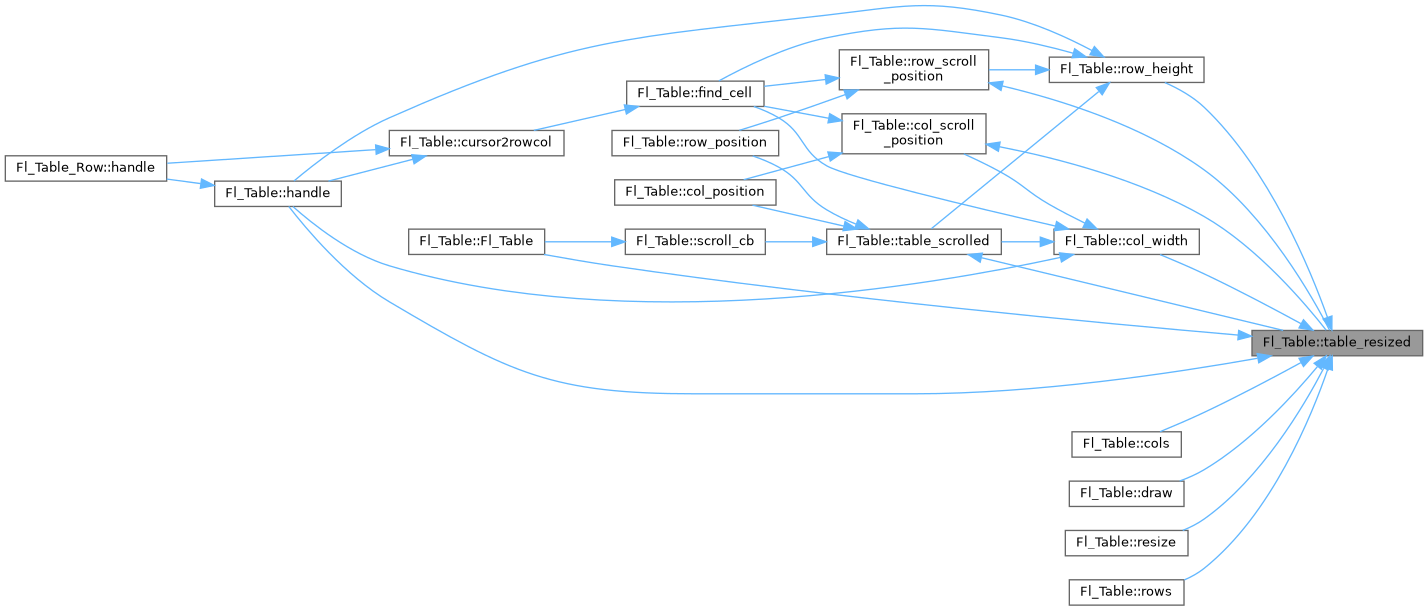 Fl_Table_Row::handle
Fl_Table::handle
Fl_Table::cursor2rowcol
Fl_Table::Fl_Table
Fl_Table::find_cell
Fl_Table::row_position
Fl_Table::col_position
Fl_Table::scroll_cb
Fl_Table::row_scroll
_position
Fl_Table::col_scroll
_position
Fl_Table::table_scrolled
Fl_Table::row_height
Fl_Table::col_width
Fl_Table::table_resized
Fl_Table::cols
Fl_Table::draw
Fl_Table::resize
Fl_Table::rows